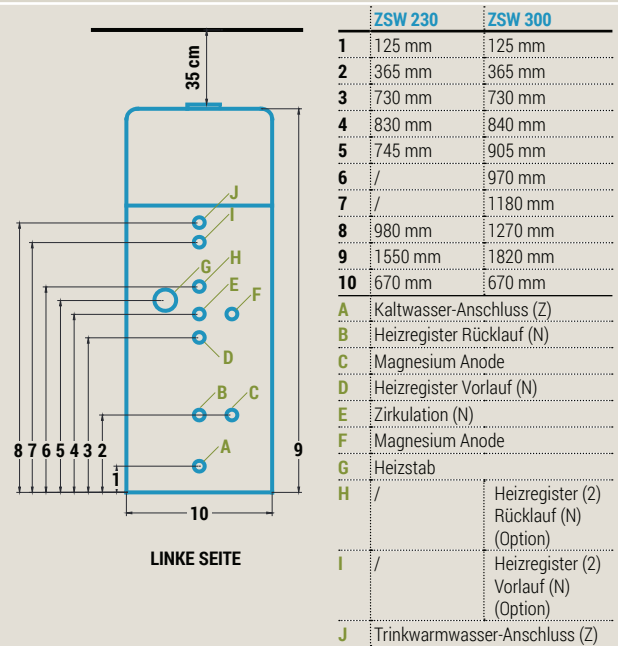 35 cm
J
I
H
G
E
F
D
B
C
A
8 7 6 5 4 3 2
1
9
10
LINKE SEITE
ZSW 230 ZSW 300
1 125 mm 125 mm
2 365 mm 365 mm
3 730 mm 730 mm
4 830 mm 840 mm
5 745 mm 905 mm
6 / 970 mm
7 / 1180 mm
8 980 mm 1270 mm
9 1550 mm 1820 mm
10 670 mm 670 mm
A Kaltwasser-Anschluss (Z)
B Heizregister Rücklauf (N)
C Magnesium Anode
D Heizregister Vorlauf (N)
E Zirkulation (N)
F Magnesium Anode
G Heizstab
H / Heizregister (2)
Rücklauf (N)
(Option)
I / Heizregister (2)
Vorlauf (N)
(Option)
J Trinkwarmwasser-Anschluss (Z)